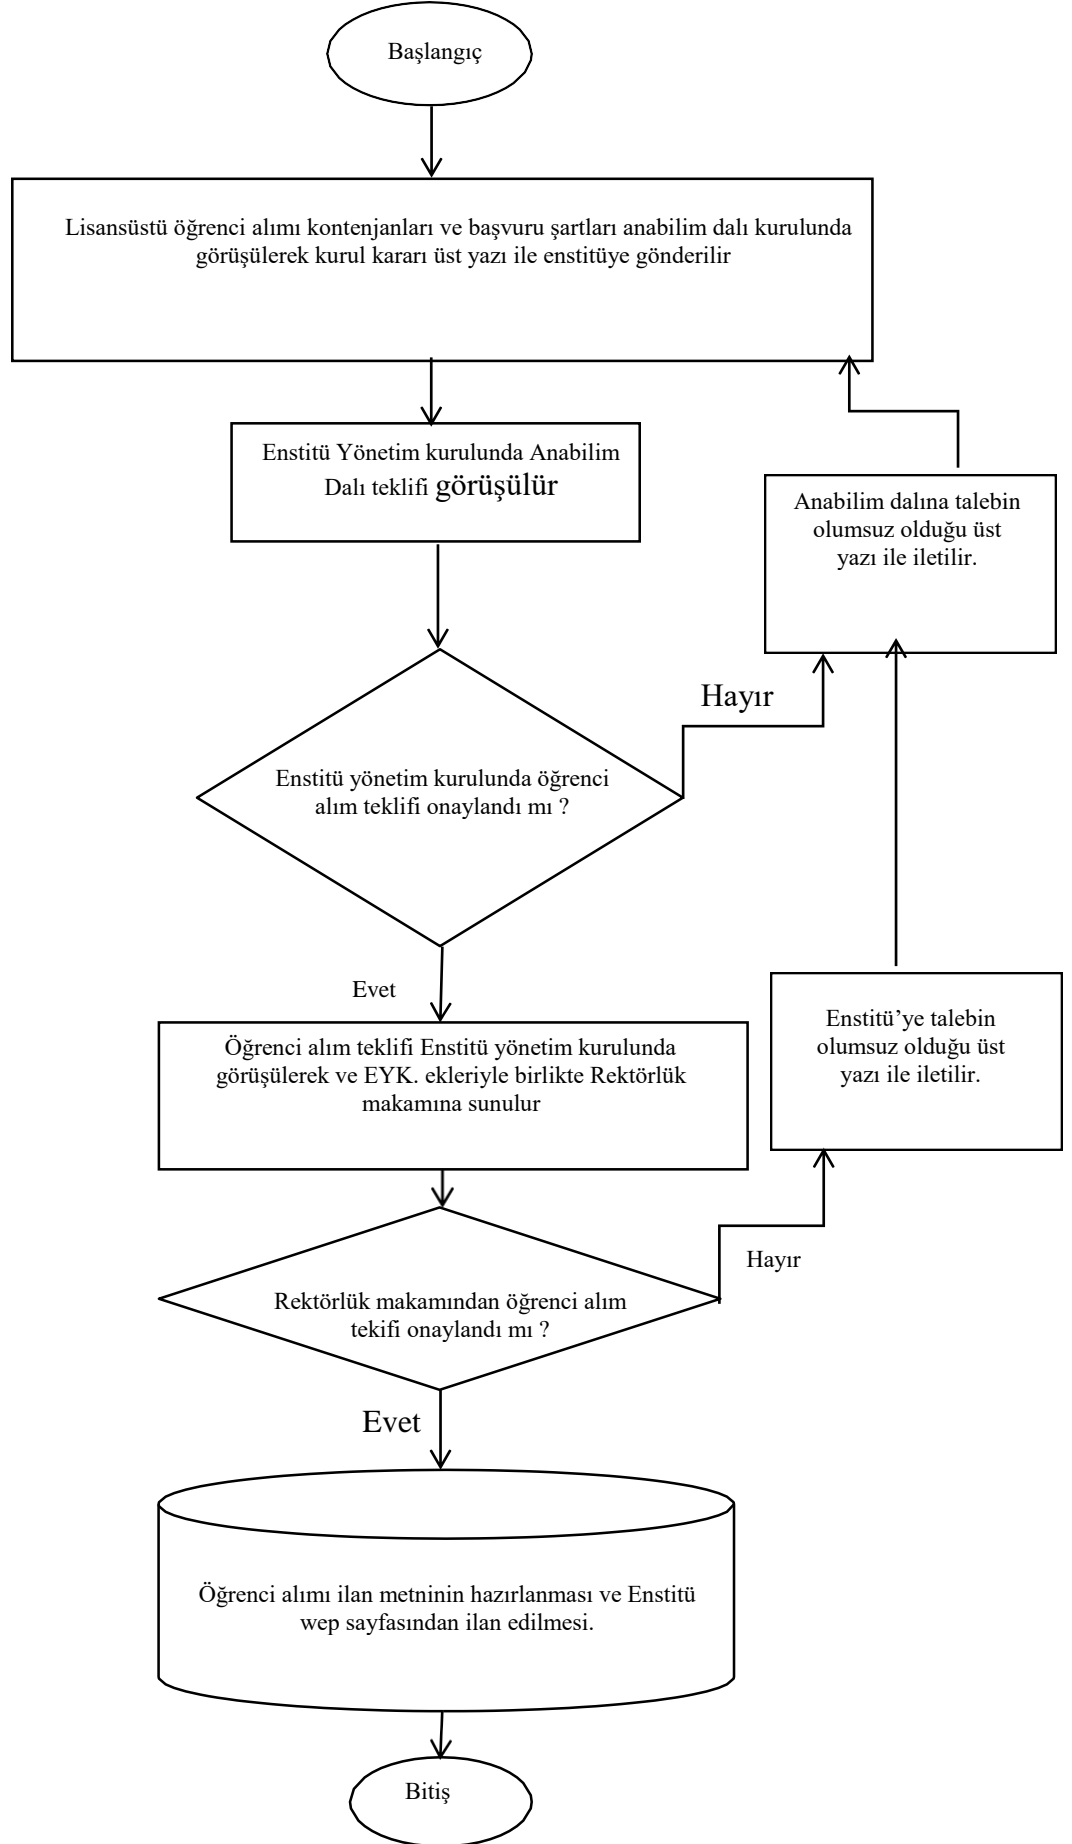 Başlangıç
Lisansüstü öğrenci alımı kontenjanları ve başvuru şartları anabilim dalı kurulunda
görüşülerek kurul kararı üst yazı ile enstitüye gönderilir
Enstitü Yönetim kurulunda Anabilim
Dalı teklifi görüşülür
Anabilim dalına talebin
olumsuz olduğu üst
yazı ile iletilir.
Hayır
Enstitü yönetim kurulunda öğrenci
alım teklifi onaylandı mı ?
Evet
Öğrenci alım teklifi Enstitü yönetim kurulunda
görüşülerek ve EYK. ekleriyle birlikte Rektörlük
makamına sunulur
Enstitü’ye talebin
olumsuz olduğu üst
yazı ile iletilir.
Hayır
Rektörlük makamından öğrenci alım
tekifi onaylandı mı ?
Evet
Öğrenci alımı ilan metninin hazırlanması ve Enstitü
wep sayfasından ilan edilmesi.
Bitiş